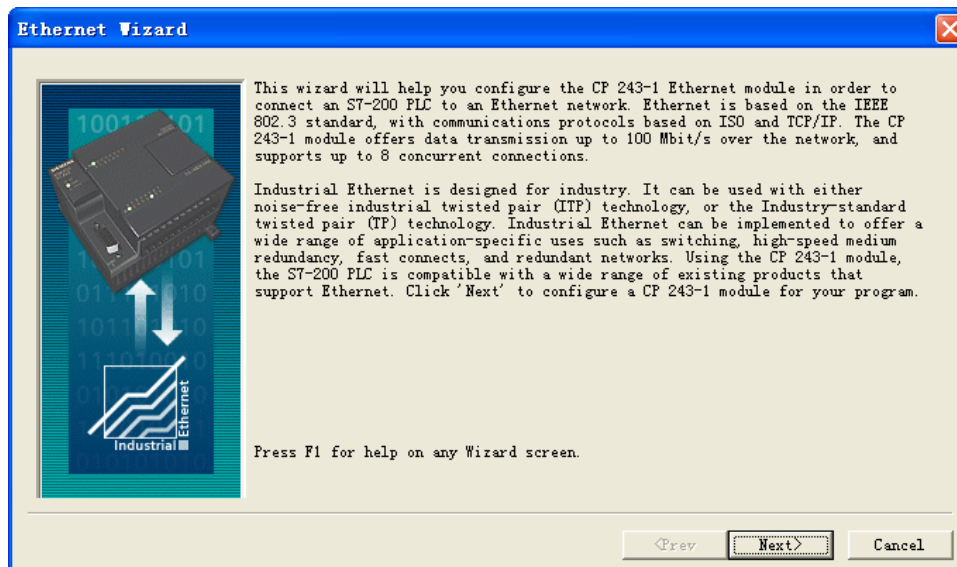 Ethernet Wizard
This wizard will help you configure the CP 243-1 Ethernet module in order to
connect an S7-200 PLC to an Ethernet network. Ethernet is based on the IEEE
802.3 standard, with communications protocols based on ISO and TCP/IP. The CP
243-1 module offers data transmission up to 100 Mbit/s over the network, and
supports up to 8 concurrent connections.
Industrial Ethernet is designed for industry. It can be used with either
noise-free industrial twisted pair (ITP) technology, or the Industry-standard
twisted pair (TP) technology. Industrial Ethernet can be implemented to offer a
wide range of application-specific uses such as switching, high-speed medium
redundancy, fast connects, and redundant networks. Using the CP 243-1 module,
the S7-200 PLC is compatible with a wide range of existing products that
support Ethernet. Click 'Next' to configure a CP 243-1 module for your program.
Industrial
Ethernet
Press F1 for help on any Wizard screen.
<Prev
Next>
Cancel